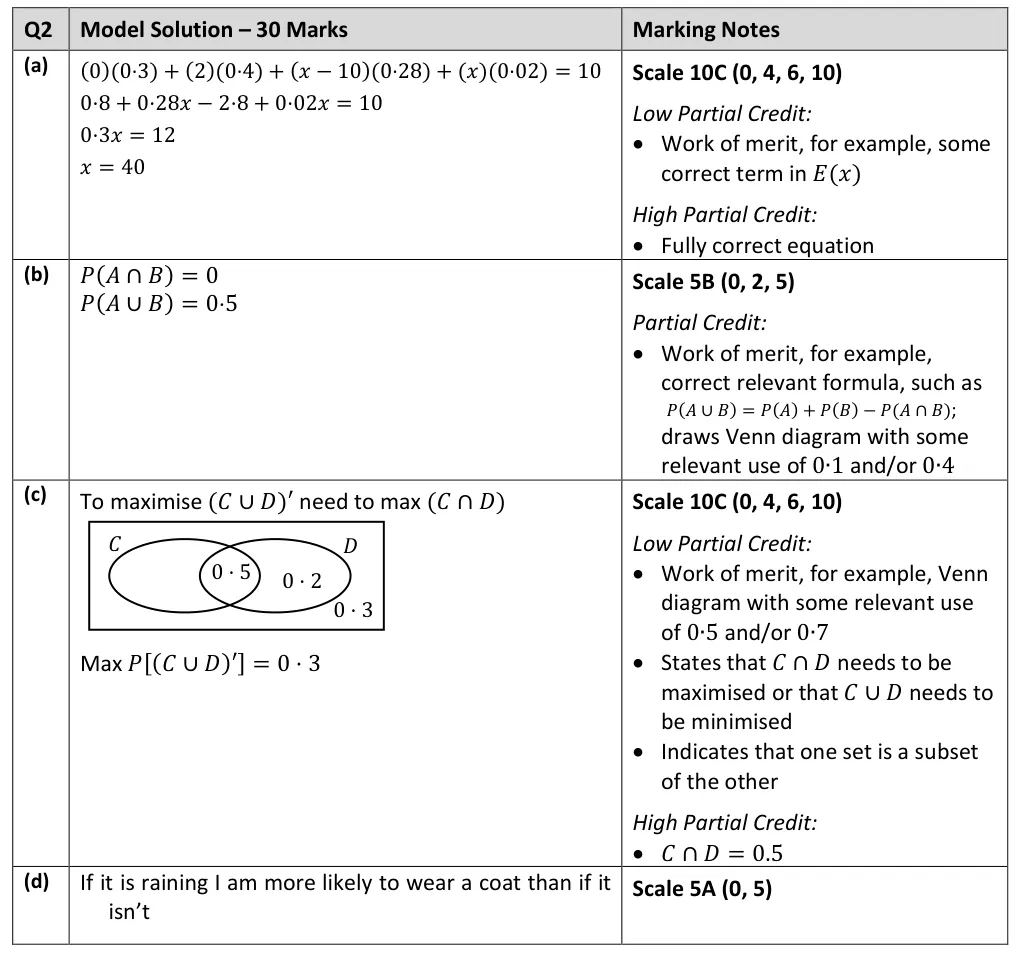 Q2 Model Solution – 30 Marks Marking Notes
(a) (0)(0·3) + (2)(0·4) + (x − 10)(0·28) + (x)(0·02) = 10
0·8 + 0·28x − 2·8 + 0·02x = 10
0·3x = 12
x = 40
Scale 10C (0, 4, 6, 10)
Low Partial Credit:
• Work of merit, for example, some
correct term in E(x)
High Partial Credit:
• Fully correct equation
(b) P(A ∩ B) = 0
P(A ∪ B) = 0·5
Scale 5B (0, 2, 5)
Partial Credit:
• Work of merit, for example,
correct relevant formula, such as
P(A ∪ B) = P(A) + P(B) − P(A ∩ B);
draws Venn diagram with some
relevant use of 0·1 and/or 0·4
(c) To maximise (C ∪ D)′ need to max (C ∩ D)
C D
0 · 5 0 · 2
0 · 3
Max P[(C ∪ D)′] = 0 · 3
Scale 10C (0, 4, 6, 10)
Low Partial Credit:
• Work of merit, for example, Venn
diagram with some relevant use
of 0·5 and/or 0·7
• States that C ∩ D needs to be
maximised or that C ∪ D needs to
be minimised
• Indicates that one set is a subset
of the other
High Partial Credit:
• C ∩ D = 0.5
(d) If it is raining I am more likely to wear a coat than if it
isn’t
Scale 5A (0, 5)